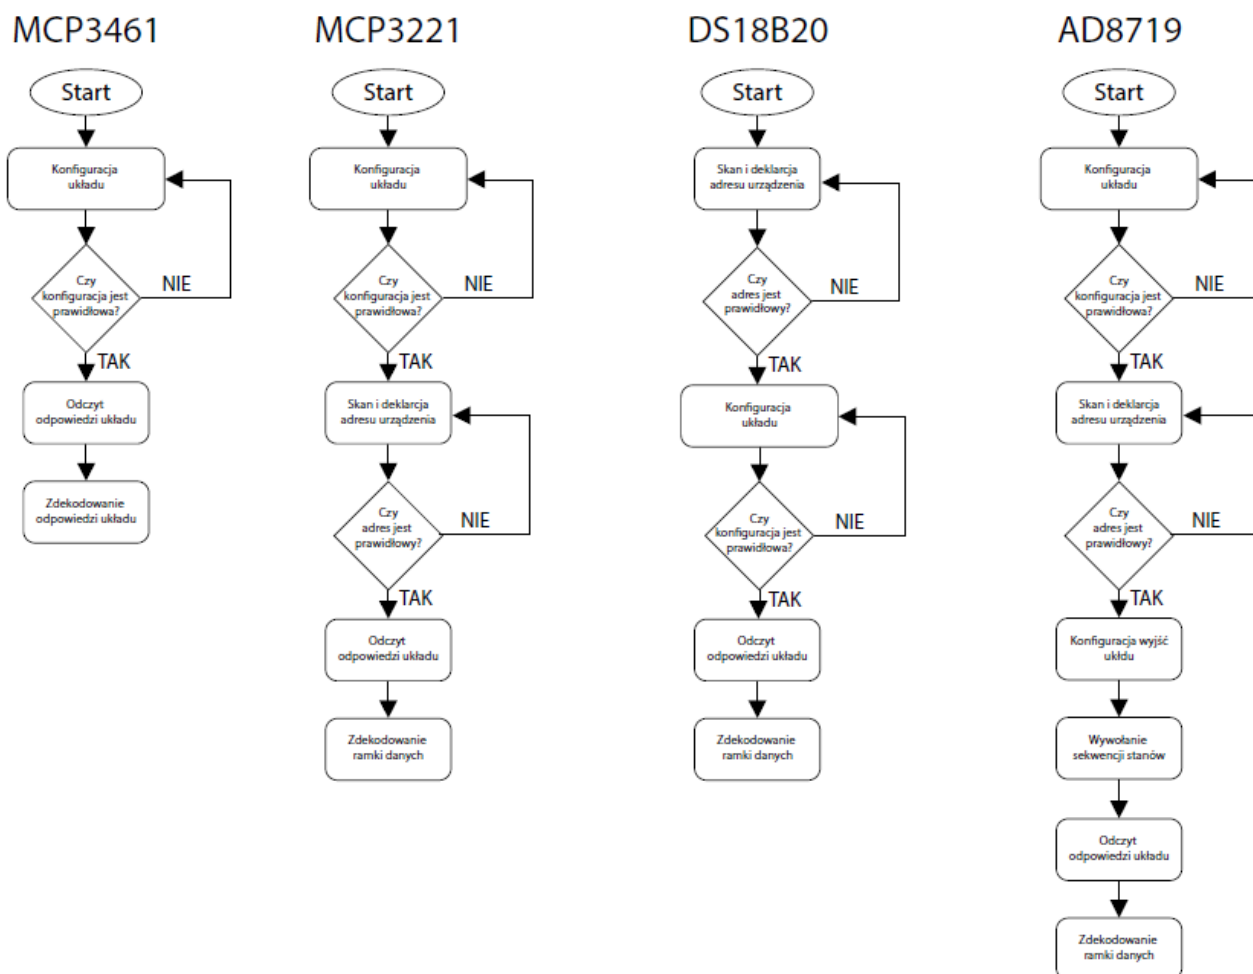 MCP3461
Start
Konfiguracja
układu
Czy
konfiguracja jest
prawidłowa?
NIE
TAK
Odczyt
odpowiedzi układu
Zdekodowanie
odpowiedzi układu
MCP3221
Start
Konfiguracja
układu
Czy
konfiguracja jest
prawidłowa?
NIE
TAK
Skan i deklarcja
adresu urządzenia
Czy
adres jest
prawidłowy?
NIE
TAK
Odczyt
odpowiedzi układu
Zdekodowanie
ramki danych
DS18B20
Start
Skan i deklarcja
adresu urządzenia
Czy
adres jest
prawidłowy?
NIE
TAK
Konfiguracja
układu
Czy
konfiguracja jest
prawidłowa?
NIE
TAK
Odczyt
odpowiedzi układu
Zdekodowanie
ramki danych
AD8719
Start
Konfiguracja
układu
Czy
konfiguracja jest
prawidłowa?
NIE
TAK
Skan i deklarcja
adresu urządzenia
Czy
adres jest
prawidłowy?
NIE
TAK
Konfiguracja wyjść
ukłdu
Wywołanie
sekwencji stanów
Odczyt
odpowiedzi układu
Zdekodowanie
ramki danych